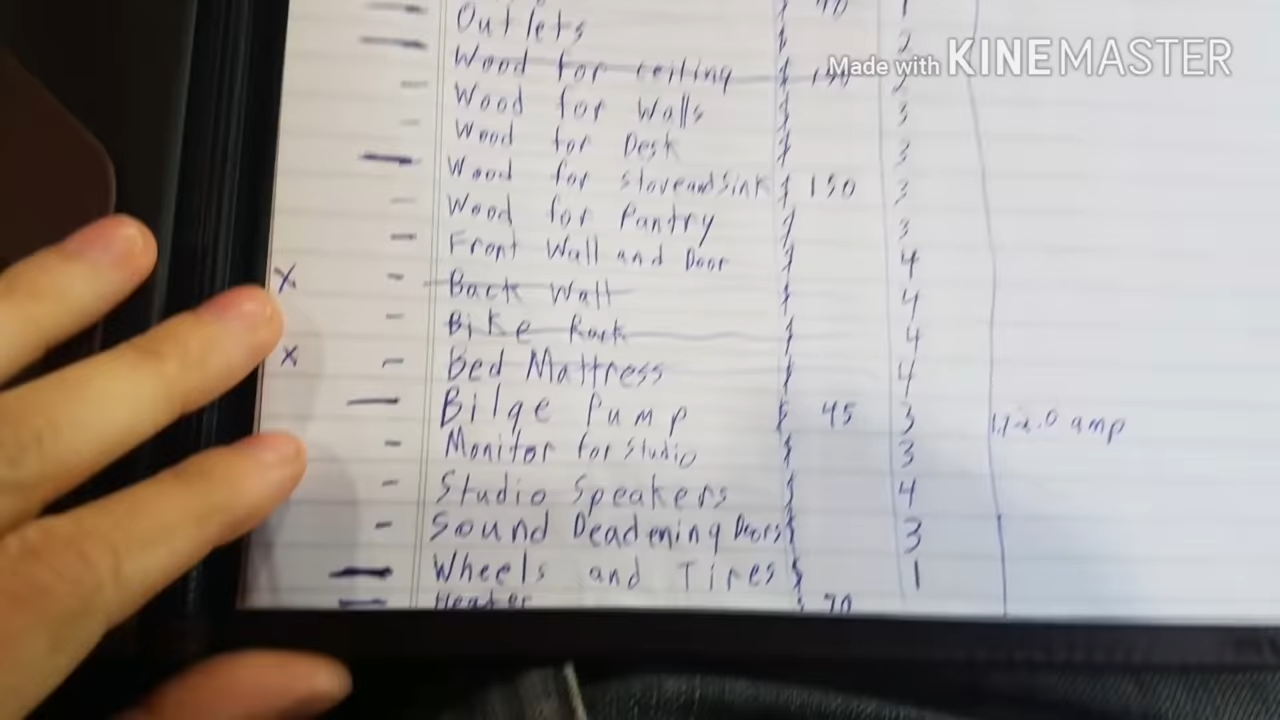 Outlets 2
Made with KINEMASTER
Wood for ceiling 2
Wood for Walls 3
Wood for Desk 3
Wood for Stove and Sink 150 3
Wood for Pantry 3
Front Wall and Door 4
x Back Wall 4
Bike Rack 4
x Bed Mattress 4
Bilge Pump 45 3 amp
Monitor for Studio 3
Studio Speakers 4
Sound Deadening Doors 3
Wheels and Tires 1
Heater 70